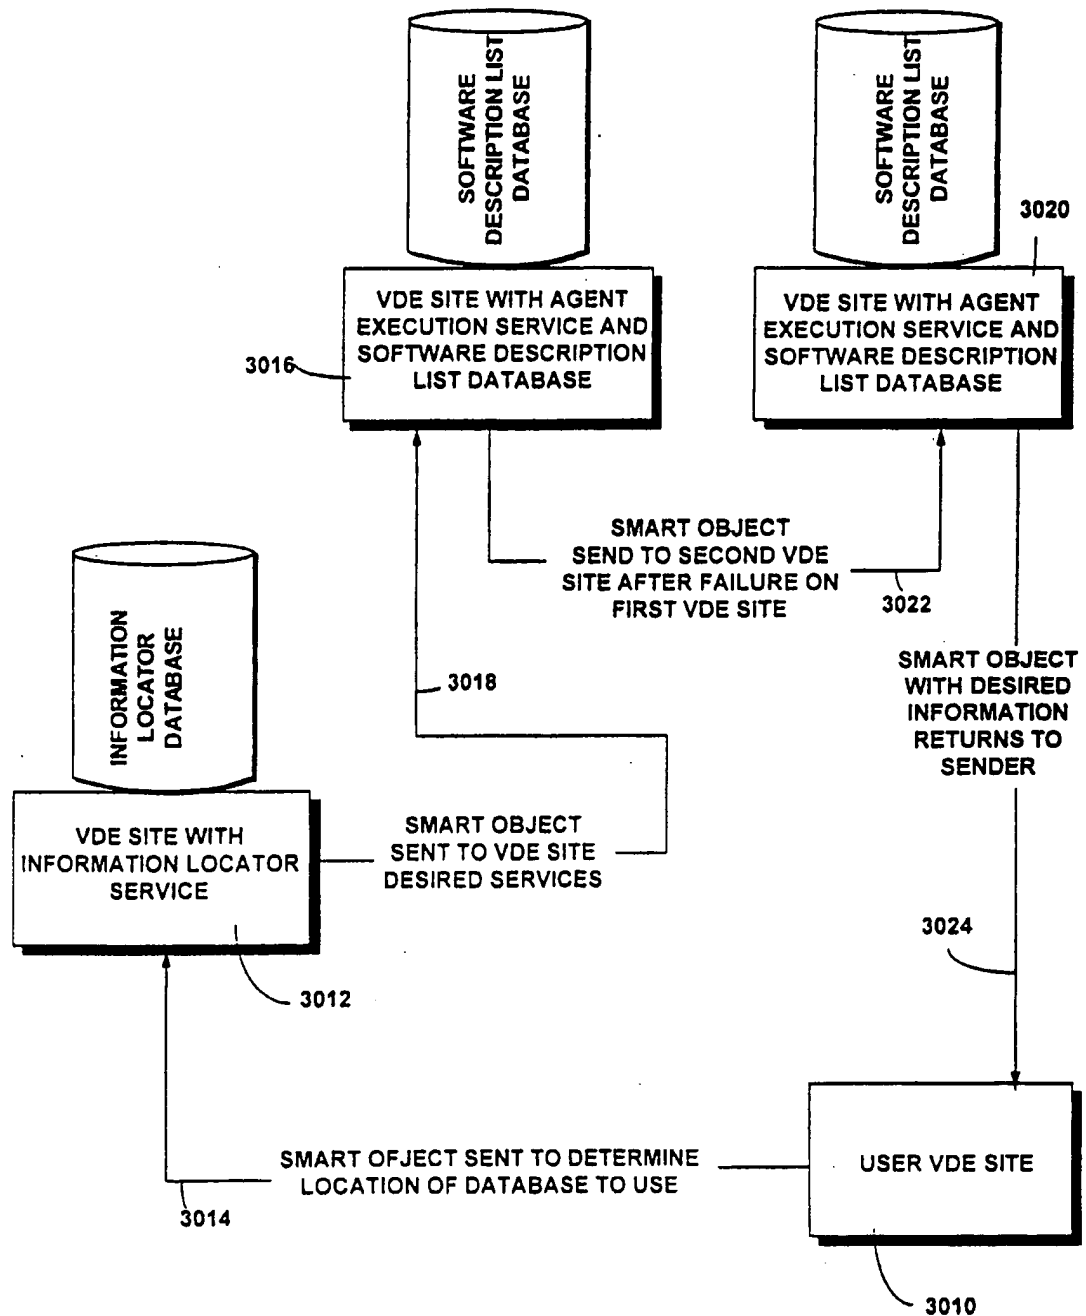 SOFTWARE
DESCRIPTION LIST
DATABASE
SOFTWARE
DESCRIPTION LIST
DATABASE
3020
VDE SITE WITH AGENT
EXECUTION SERVICE AND
SOFTWARE DESCRIPTION
LIST DATABASE
3016
VDE SITE WITH AGENT
EXECUTION SERVICE AND
SOFTWARE DESCRIPTION
LIST DATABASE
SMART OBJECT
SEND TO SECOND VDE
SITE AFTER FAILURE ON
FIRST VDE SITE
3022
INFORMATION
LOCATOR
DATABASE
3018
SMART OBJECT
WITH DESIRED
INFORMATION
RETURNS TO
SENDER
VDE SITE WITH
INFORMATION LOCATOR
SERVICE
SMART OBJECT
SENT TO VDE SITE
DESIRED SERVICES
3024
3012
SMART OFJECT SENT TO DETERMINE
LOCATION OF DATABASE TO USE
3014
USER VDE SITE
3010